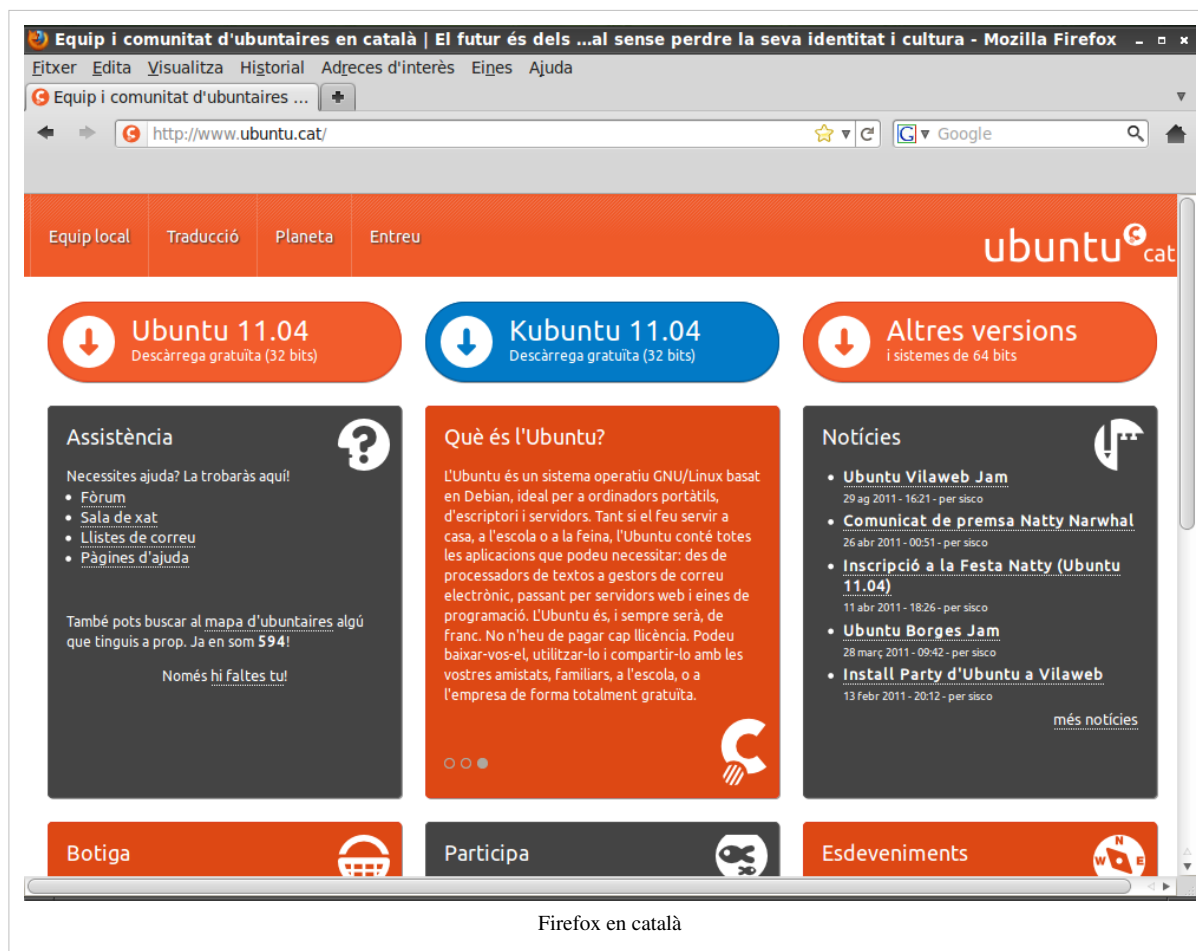 Equip i comunitat d'ubuntaires en català | El futur és dels ...al sense perdre la seva identitat i cultura - Mozilla Firefox
Fitxer Edita Visualitza Historial Adreces d'interès Eines Ajuda
Equip i comunitat d'ubuntaires ...
http://www.ubuntu.cat/
Google
Equip local Traducció Planeta Entreu
ubuntu cat
Ubuntu 11.04
Descàrrega gratuïta (32 bits)
Kubuntu 11.04
Descàrrega gratuïta (32 bits)
Altres versions
i sistemes de 64 bits
Assistència
Necessites ajuda? La trobaràs aquí!
• Fòrum
• Sala de xat
• Llistes de correu
• Pàgines d'ajuda
També pots buscar al mapa d'ubuntaires algú
que tinguis a prop. Ja en som 594!
Només hi faltes tu!
Què és l'Ubuntu?
L'Ubuntu és un sistema operatiu GNU/Linux basat
en Debian, ideal per a ordinadors portàtils,
d'escriptori i servidors. Tant si el feu servir a
casa, a l'escola o a la feina, l'Ubuntu conté totes
les aplicacions que podeu necessitar: des de
processadors de textos a gestors de correu
electrònic, passant per servidors web i eines de
programació. L'Ubuntu és, i sempre serà, de
franc. No n'heu de pagar cap llicència. Podeu
baixar-vos-el, utilitzar-lo i compartir-lo amb les
vostres amistats, familiars, a l'escola, o a
l'empresa de forma totalment gratuïta.
Notícies
• Ubuntu Vilaweb Jam
29 ag 2011 - 16:21 - per sisco
• Comunicat de premsa Natty Narwhal
26 abr 2011 - 00:51 - per sisco
• Inscripció a la Festa Natty (Ubuntu
11.04)
11 abr 2011 - 18:26 - per sisco
• Ubuntu Borges Jam
28 març 2011 - 09:42 - per sisco
• Install Party d'Ubuntu a Vilaweb
13 febr 2011 - 20:12 - per sisco
més notícies
Botiga
Participa
Esdeveniments
N
W E
Firefox en català